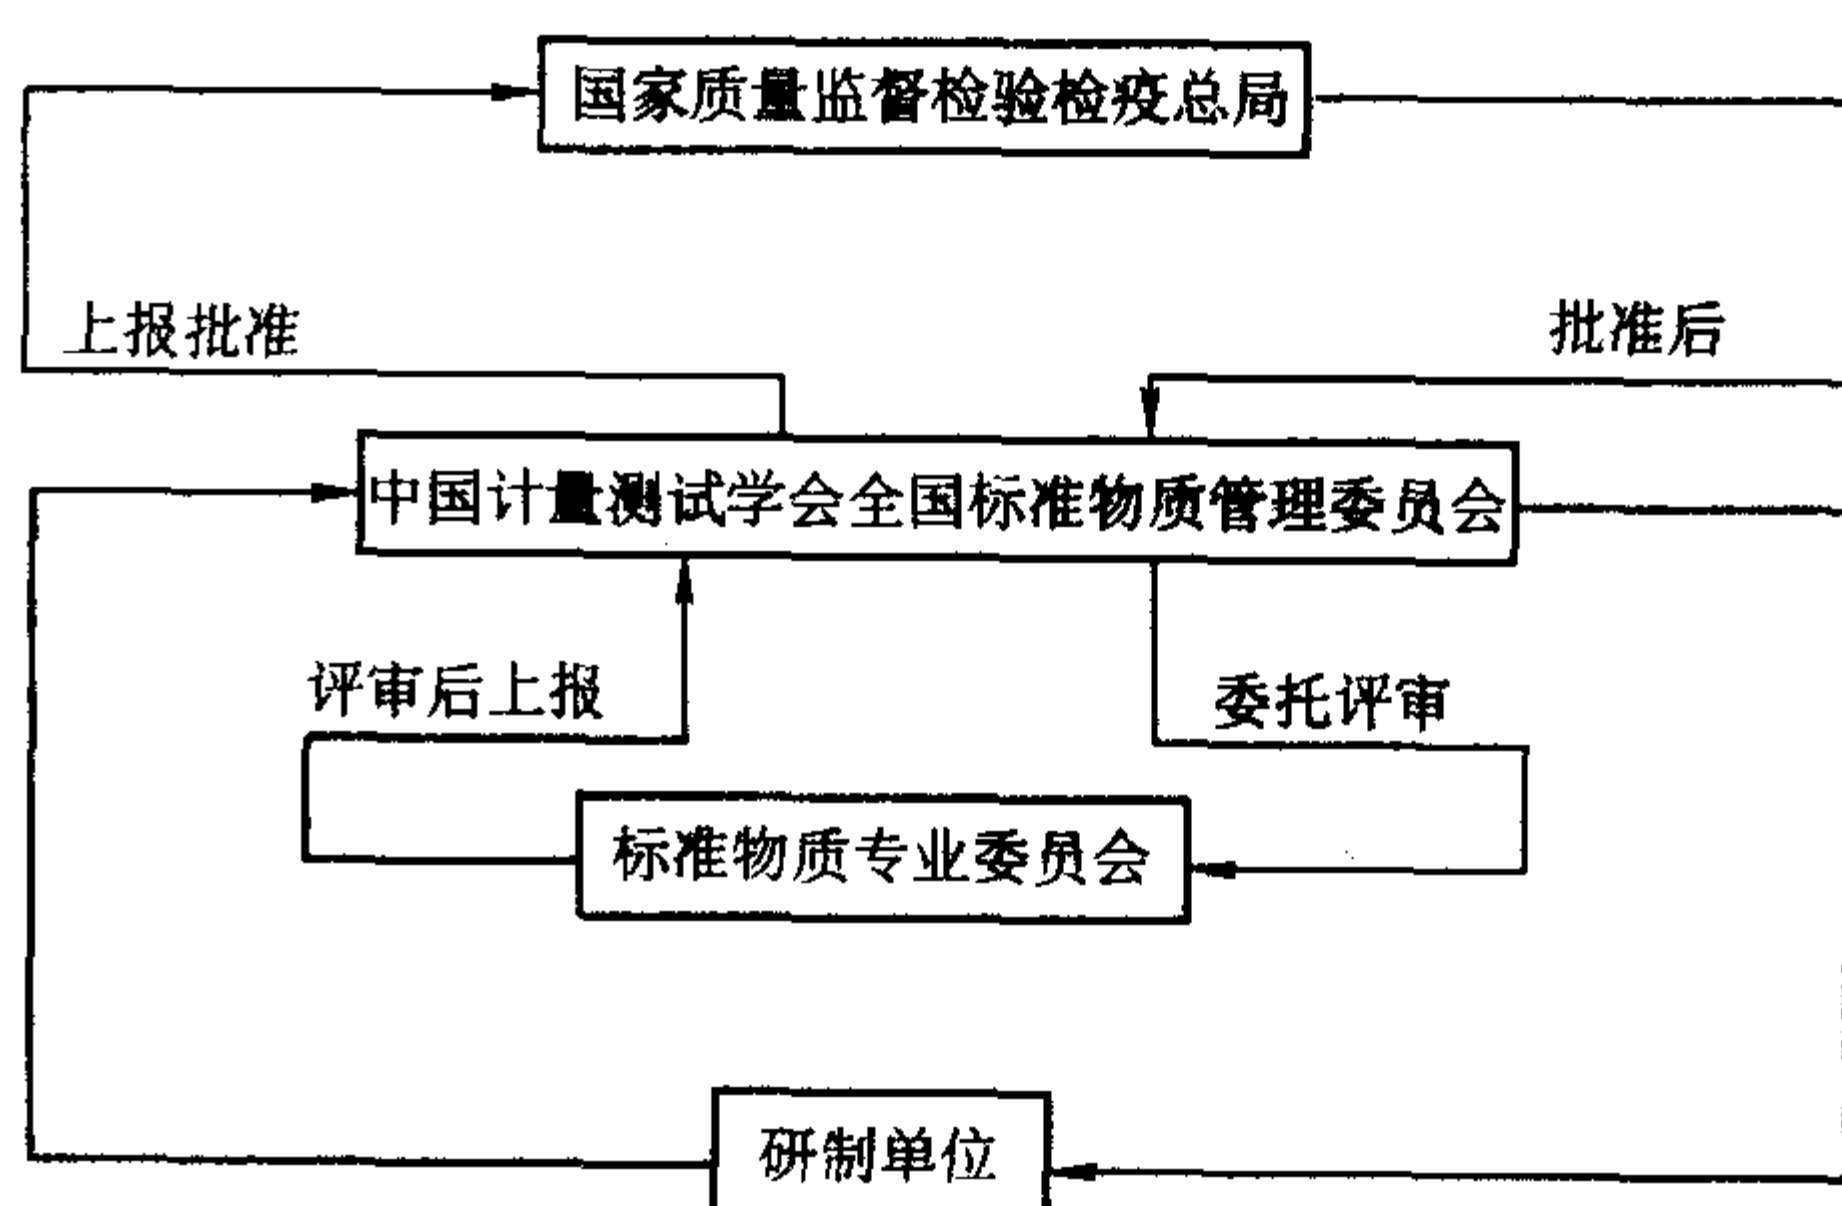 国家质量监督检验检疫总局
上报批准
批准后
中国计量测试学会全国标准物质管理委员会
评审后上报
委托评审
标准物质专业委员会
研制单位